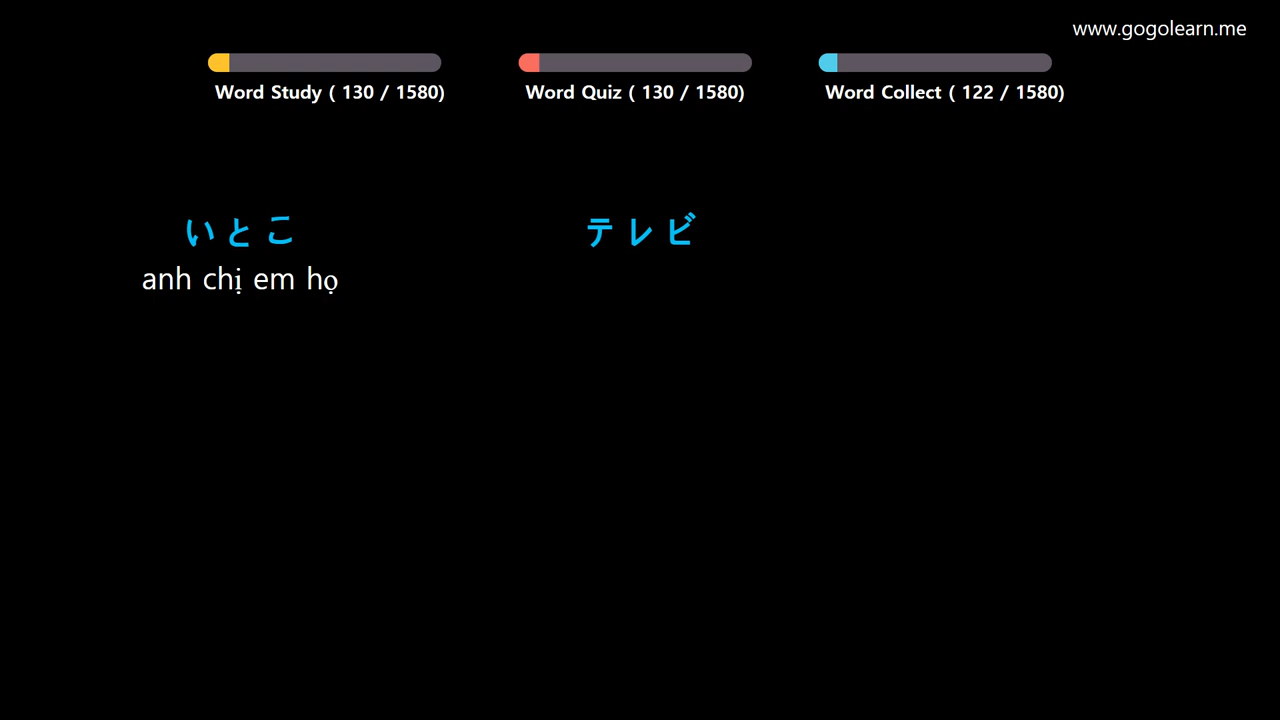 www.gogolearn.me
Word Study ( 130 / 1580)
Word Quiz ( 130 / 1580)
Word Collect ( 122 / 1580)
いとこ
anh chị em họ
テレビ